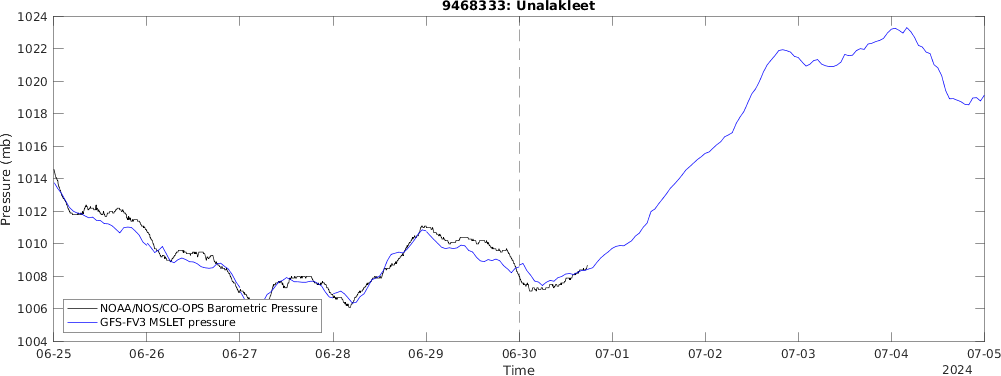 9468333: Unalakleet
1024
1022
1020
1018
1016
1014
1012
1010
1008
1006
1004
Pressure (mb)
NOAA/NOS/CO-OPS Barometric Pressure
GFS-FV3 MSLET pressure
06-25 06-26 06-27 06-28 06-29 06-30 07-01 07-02 07-03 07-04 07-05
Time
2024